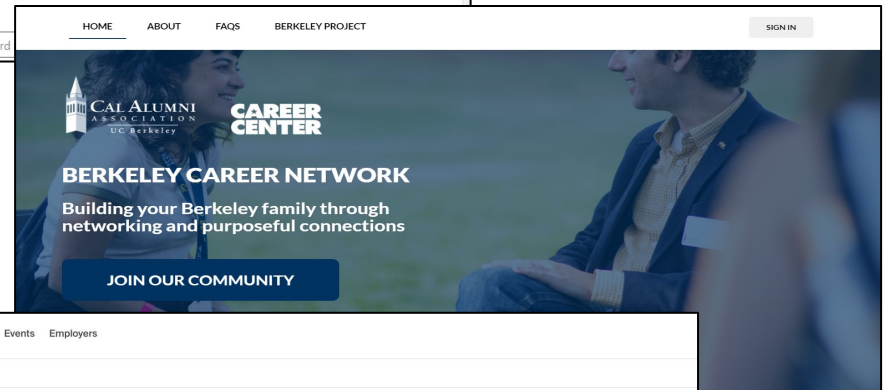 HOME ABOUT FAQS BERKELEY PROJECT SIGN IN
rd
CAL ALUMNI
ASSOCIATION
UC Berkeley
CAREER
CENTER
BERKELEY CAREER NETWORK
Building your Berkeley family through
networking and purposeful connections
JOIN OUR COMMUNITY
Events Employers